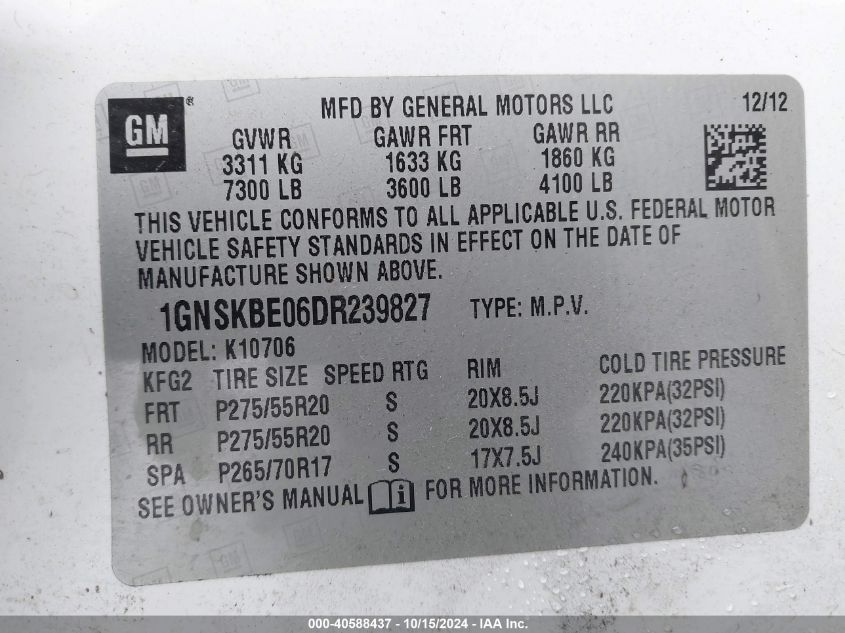 GM ®
MFD BY GENERAL MOTORS LLC 12/12
GVWR GAWR FRT GAWR RR
3311 KG 1633 KG 1860 KG
7300 LB 3600 LB 4100 LB
THIS VEHICLE CONFORMS TO ALL APPLICABLE U.S. FEDERAL MOTOR
VEHICLE SAFETY STANDARDS IN EFFECT ON THE DATE OF
MANUFACTURE SHOWN ABOVE.
1GNSKBE06DR239827 TYPE: M.P.V.
MODEL: K10706
KFG2 TIRE SIZE SPEED RTG RIM COLD TIRE PRESSURE
FRT P275/55R20 S 20X8.5J 220KPA(32PSI)
RR P275/55R20 S 20X8.5J 220KPA(32PSI)
SPA P265/70R17 S 17X7.5J 240KPA(35PSI)
SEE OWNER'S MANUAL i FOR MORE INFORMATION.
000-40588437 - 10/15/2024 - IAA Inc.